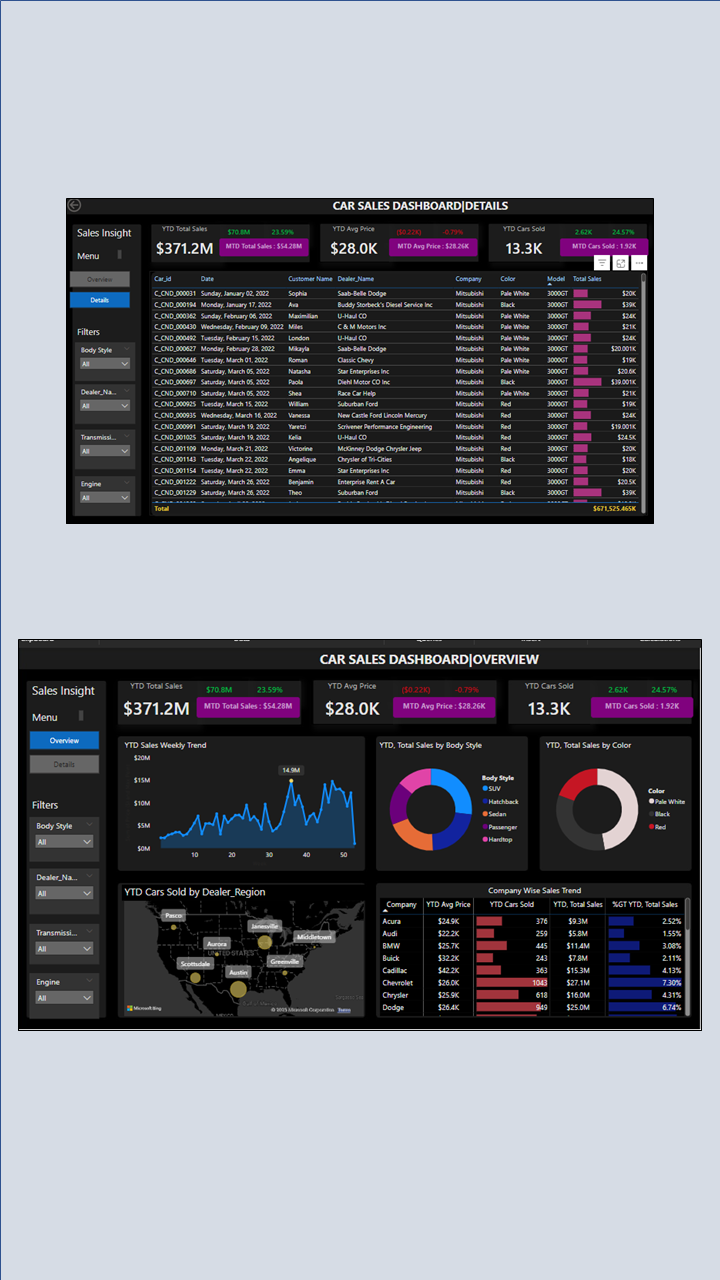 CAR SALES DASHBOARD|DETAILS
Sales Insight
Menu
Overview
Details
Filters
Body Style
All
Dealer_Na...
All
Transmissi...
All
Engine
All
YTD Total Sales $70.8M 23.59%
$371.2M MTD Total Sales : $54.28M
YTD Avg Price ($0.22K) -0.79%
$28.0K MTD Avg Price : $28.26K
YTD Cars Sold 2.62K 24.57%
13.3K MTD Cars Sold : 1.92K
Car_id Date Customer Name Dealer_Name Company Color Model Total Sales
C_CND_000031 Sunday, January 02, 2022 Sophia Saab-Belle Dodge Mitsubishi Pale White 3000GT $20K
C_CND_000194 Monday, January 17, 2022 Ava Buddy Storbeck's Diesel Service Inc Mitsubishi Black 3000GT $39K
C_CND_000362 Sunday, February 06, 2022 Maximilian U-Haul CO Mitsubishi Pale White 3000GT $24K
C_CND_000430 Wednesday, February 09, 2022 Miles C & M Motors Inc Mitsubishi Pale White 3000GT $21K
C_CND_000492 Tuesday, February 15, 2022 London U-Haul CO Mitsubishi Pale White 3000GT $24K
C_CND_000627 Monday, February 28, 2022 Mikayla Saab-Belle Dodge Mitsubishi Pale White 3000GT $20.001K
C_CND_000646 Tuesday, March 01, 2022 Roman Classic Chevy Mitsubishi Pale White 3000GT $19K
C_CND_000686 Saturday, March 05, 2022 Natasha Star Enterprises Inc Mitsubishi Pale White 3000GT $20.6K
C_CND_000697 Saturday, March 05, 2022 Paola Diehl Motor CO Inc Mitsubishi Black 3000GT $39.001K
C_CND_000710 Saturday, March 05, 2022 Shea Race Car Help Mitsubishi Pale White 3000GT $21K
C_CND_000925 Tuesday, March 15, 2022 William Suburban Ford Mitsubishi Red 3000GT $19K
C_CND_000935 Wednesday, March 16, 2022 Vanessa New Castle Ford Lincoln Mercury Mitsubishi Red 3000GT $24K
C_CND_000991 Saturday, March 19, 2022 Yaretzi Scrivener Performance Engineering Mitsubishi Red 3000GT $19.001K
C_CND_001025 Saturday, March 19, 2022 Kelia U-Haul CO Mitsubishi Red 3000GT $24.5K
C_CND_001109 Monday, March 21, 2022 Victorine McKinney Dodge Chrysler Jeep Mitsubishi Red 3000GT $20K
C_CND_001143 Tuesday, March 22, 2022 Angelique Chrysler of Tri-Cities Mitsubishi Black 3000GT $18K
C_CND_001154 Tuesday, March 22, 2022 Emma Star Enterprises Inc Mitsubishi Red 3000GT $20K
C_CND_001222 Saturday, March 26, 2022 Benjamin Enterprise Rent A Car Mitsubishi Red 3000GT $20.5K
C_CND_001229 Saturday, March 26, 2022 Theo Suburban Ford Mitsubishi Black 3000GT $39K
Total $671,525.465K
CAR SALES DASHBOARD|OVERVIEW
Sales Insight
Menu
Overview
Details
Filters
Body Style
All
Dealer_Na...
All
Transmissi...
All
Engine
All
YTD Total Sales $70.8M 23.59%
$371.2M MTD Total Sales : $54.28M
YTD Avg Price ($0.22K) -0.79%
$28.0K MTD Avg Price : $28.26K
YTD Cars Sold 2.62K 24.57%
13.3K MTD Cars Sold : 1.92K
YTD Sales Weekly Trend
$20M
$15M
$10M
$5M
$0M
14.9M
10 20 30 40 50
YTD, Total Sales by Body Style
Body Style
SUV
Hatchback
Sedan
Passenger
Hardtop
YTD, Total Sales by Color
Color
Pale White
Black
Red
YTD Cars Sold by Dealer_Region
Pasco
Janesville
Middletown
Aurora
UNITED STATES
Scottsdale
Greenville
Austin
MEXICO
Microsoft Bing
© 2023 Microsoft Corporation Terms
Company Wise Sales Trend
Company YTD Avg Price YTD Cars Sold YTD, Total Sales %GT YTD, Total Sales
Acura $24.9K 376 $9.3M 2.52%
Audi $22.2K 259 $5.8M 1.55%
BMW $25.7K 445 $11.4M 3.08%
Buick $32.2K 243 $7.8M 2.11%
Cadillac $42.2K 363 $15.3M 4.13%
Chevrolet $26.0K 1043 $27.1M 7.30%
Chrysler $25.9K 618 $16.0M 4.31%
Dodge $26.4K 949 $25.0M 6.74%